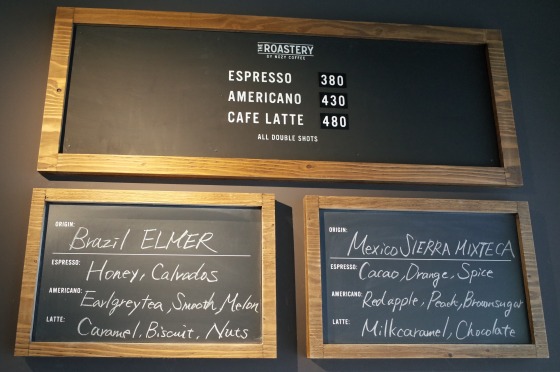 THE ROASTERY
BY NOZY COFFEE
ESPRESSO 380
AMERICANO 430
CAFE LATTE 480
ALL DOUBLE SHOTS
ORIGIN:
Brazil ELMER
ESPRESSO:
Honey, Calvados
AMERICANO:
Earlgreytea, Smooth, Melon
LATTE:
Caramel, Biscuit, Nuts
ORIGIN:
Mexico SIERRA MIXTECA
ESPRESSO:
Cacao, Orange, Spice
AMERICANO:
Redapple, Peach, Brownsugar
LATTE:
Milkcaramel, Chocolate